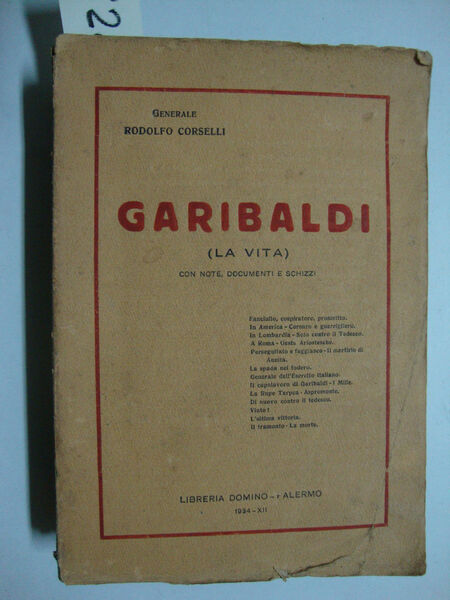 GENERALE
RODOLFO CORSELLI
GARIBALDI
(LA VITA)
CON NOTE, DOCUMENTI E SCHIZZI
Fanciullo, cospiratore, proscritto.
In America - Corsaro e guerrigliero.
In Lombardia - Solo contro il Tedesco.
A Roma - Gesta Ariostesche.
Perseguitato e fuggiasco - Il martirio di
Annita.
La spada nel fodero.
Generale dell'Esercito italiano.
Il capolavoro di Garibaldi - I Mille.
La Rupe Tarpea - Aspromonte.
Di nuovo contro il tedesco.
Vinto!
L'ultima vittoria.
Il tramonto - La morte.
LIBRERIA DOMINO - PALERMO
1934 - XII